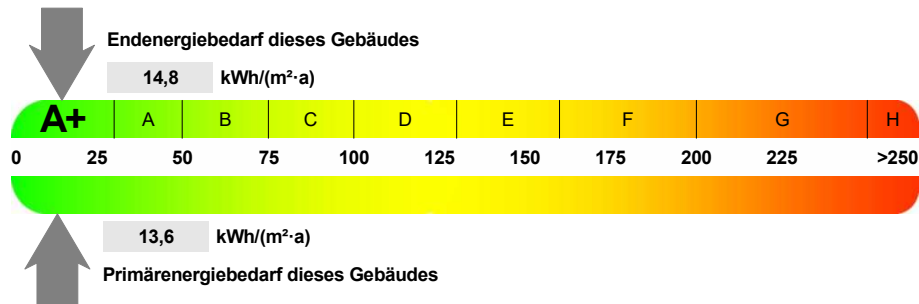 Endenergiebedarf dieses Gebäudes
14,8 kWh/(m²·a)
A+ A B C D E F G H
0 25 50 75 100 125 150 175 200 225 >250
13,6 kWh/(m²·a)
Primärenergiebedarf dieses Gebäudes